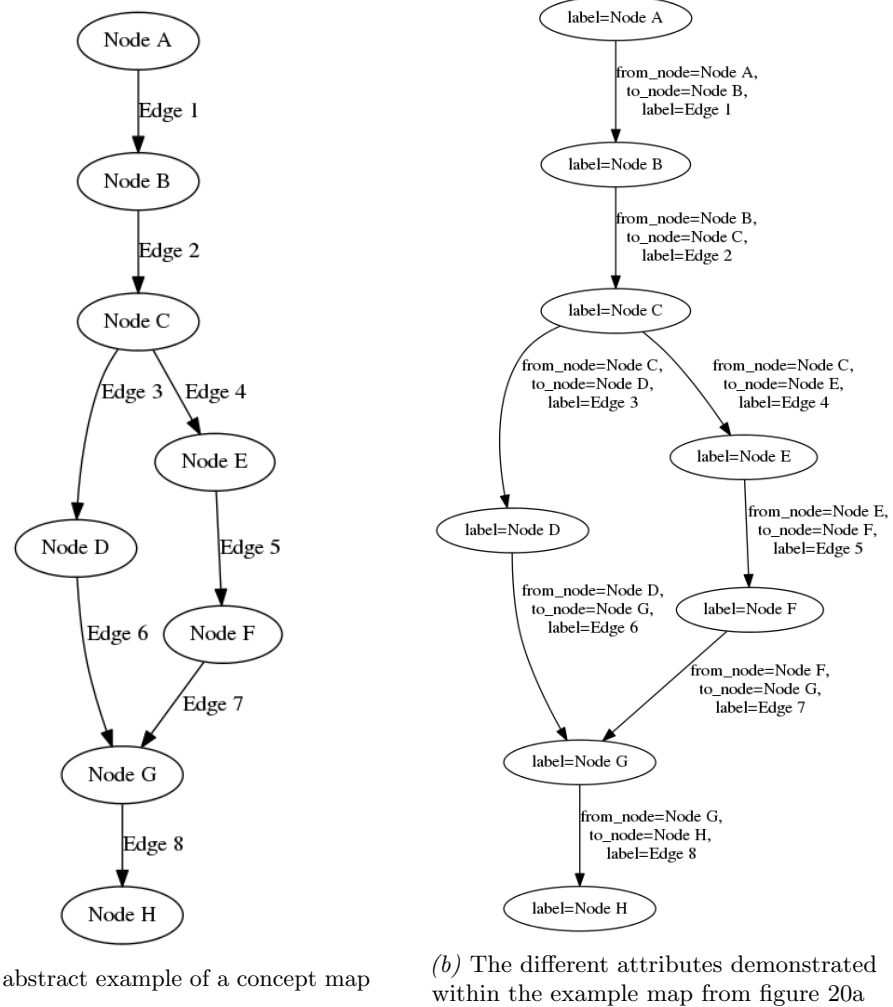 Node A
Edge 1
Node B
Edge 2
Node C
Edge 3
Edge 4
Node E
Node D
Edge 5
Edge 6
Node F
Edge 7
Node G
Edge 8
Node H
abstract example of a concept map
label=Node A
from_node=Node A,
to_node=Node B,
label=Edge 1
label=Node B
from_node=Node B,
to_node=Node C,
label=Edge 2
label=Node C
from_node=Node C,
to_node=Node D,
label=Edge 3
from_node=Node C,
to_node=Node E,
label=Edge 4
label=Node E
label=Node D
from_node=Node E,
to_node=Node F,
label=Edge 5
from_node=Node D,
to_node=Node G,
label=Edge 6
label=Node F
from_node=Node F,
to_node=Node G,
label=Edge 7
label=Node G
from_node=Node G,
to_node=Node H,
label=Edge 8
label=Node H
(b) The different attributes demonstrated
within the example map from figure 20a